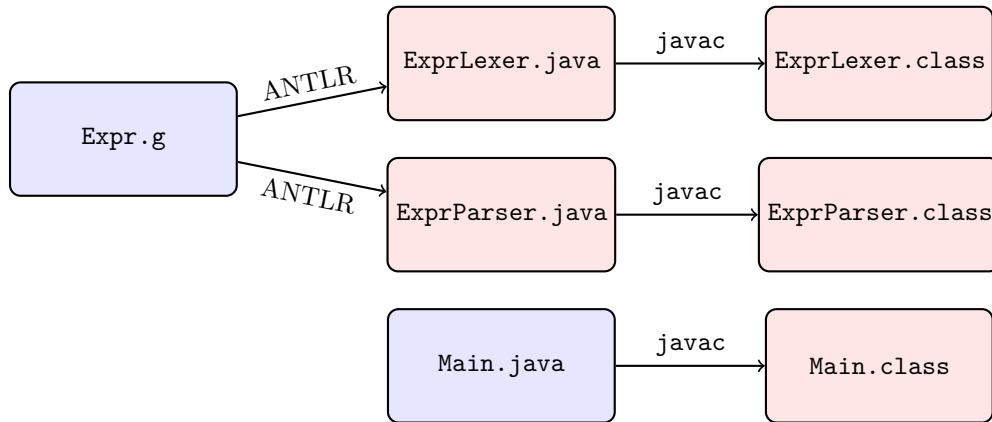 ExprLexer.java
javac
ExprLexer.class
ANTLR
Expr.g
ANTLR
ExprParser.java
javac
ExprParser.class
Main.java
javac
Main.class